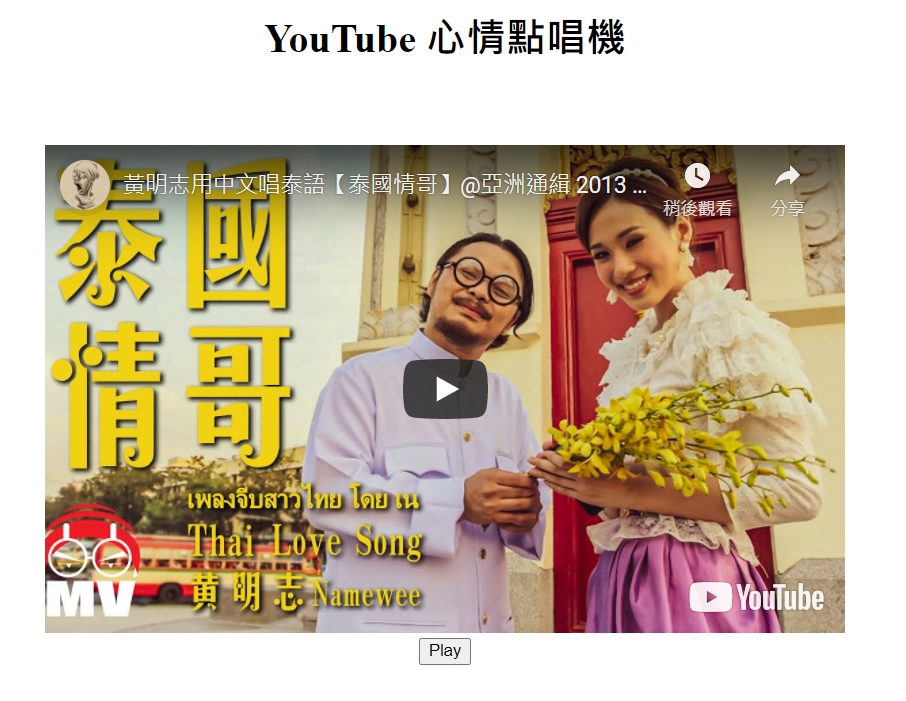 YouTube 心情點唱機
黃明志用中文唱泰語【泰國情哥】@亞洲通緝 2013 ...
稍後觀看
分享
泰國
情哥
เพลงจีบสาวไทย โดย เน
Thai Love Song
黃明志 Namewee
MV
YouTube
Play